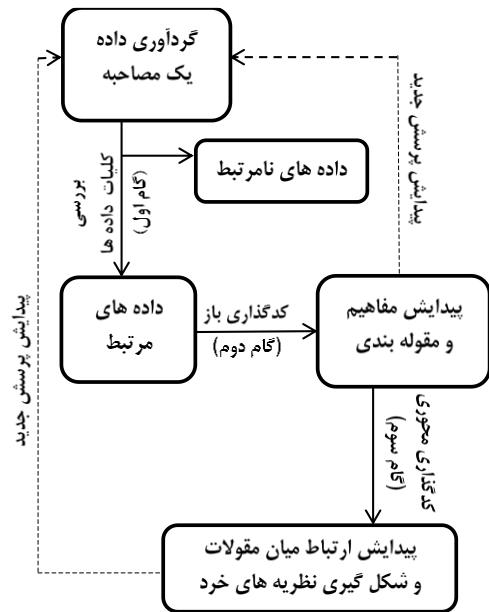 گردآوری داده
یک مصاحبه
داده های نامرتبط
بررسی
کلیات داده ها
(گام اول)
داده های
مرتبط
کدگذاری باز
(گام دوم)
پیدایش مفاهیم
و مقوله بندی
پیدایش پرسش جدید
کدگذاری محوری
(گام سوم)
پیدایش ارتباط میان مقولات
و شکل گیری نظریه های خرد
پیدایش پرسش جدید